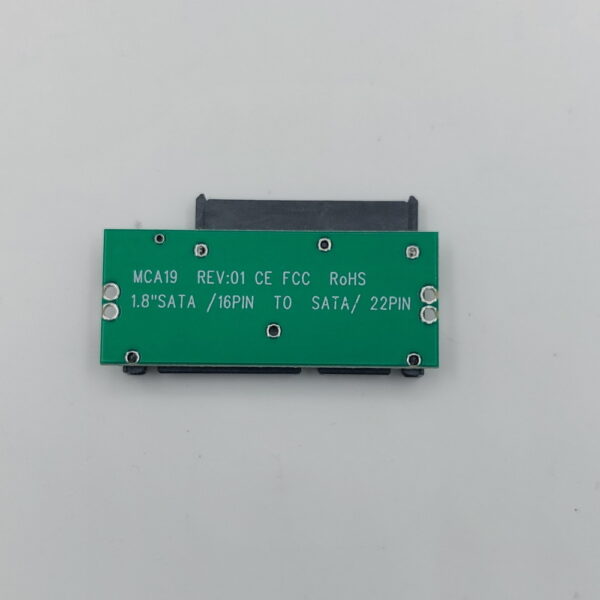 MCA19 REV:01 CE FCC RoHS
1.8"SATA /16PIN TO SATA/ 22PIN